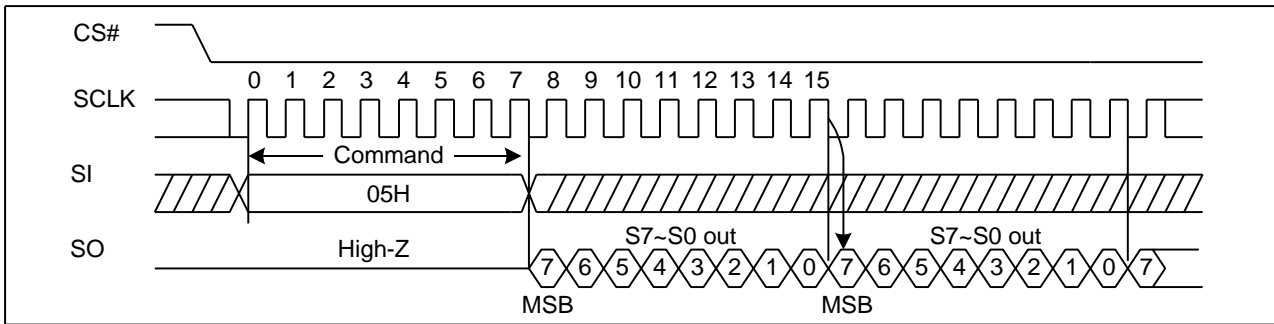 CS#
0 1 2 3 4 5 6 7 8 9 10 11 12 13 14 15
SCLK
Command
SI
05H
S7~S0 out S7~S0 out
SO High-Z
7 6 5 4 3 2 1 0 7 6 5 4 3 2 1 0 7
MSB MSB